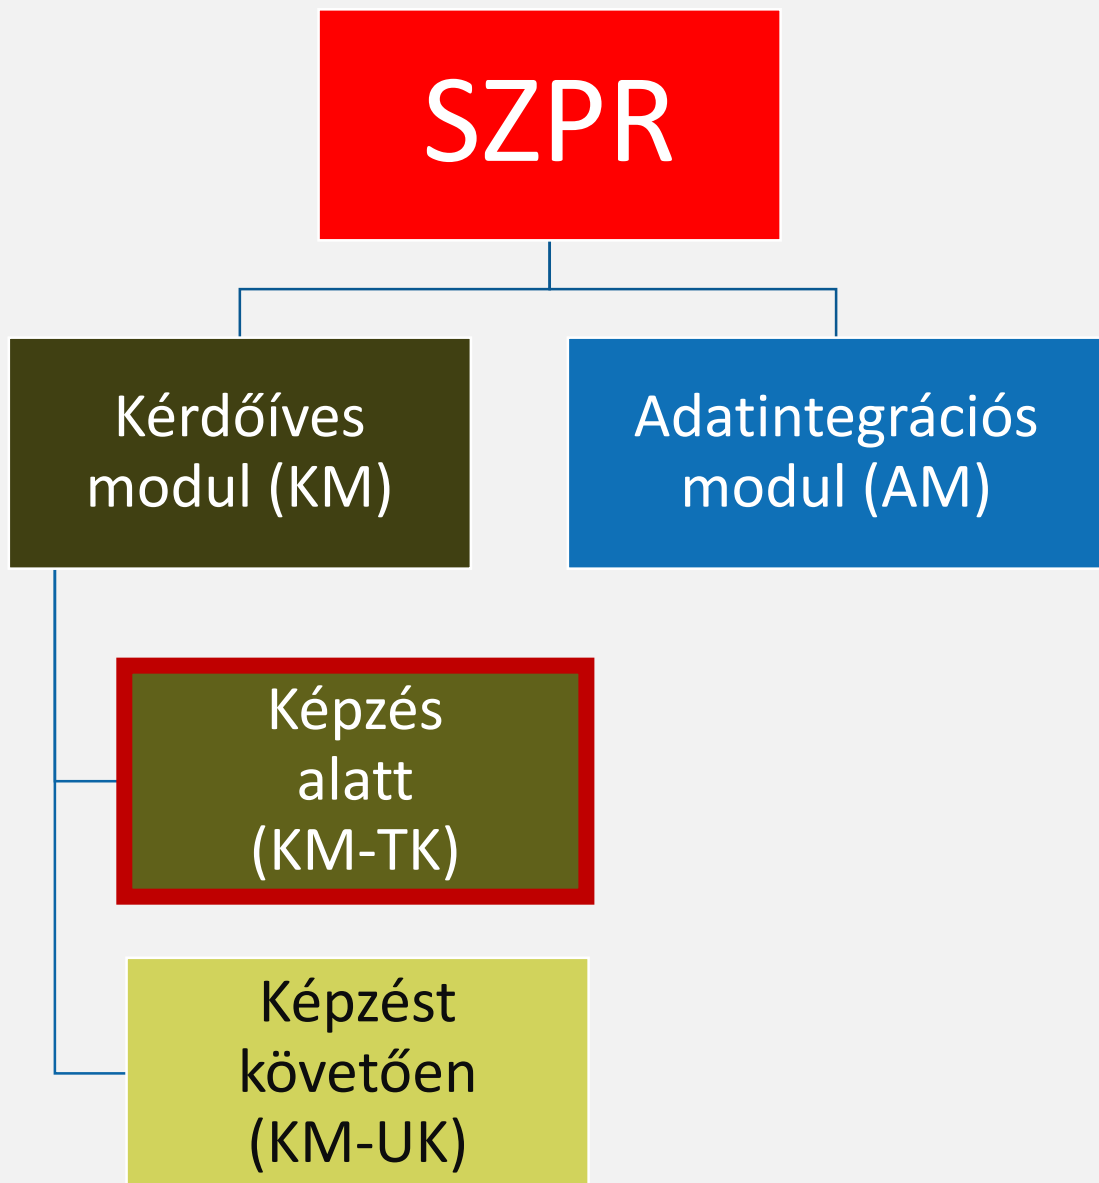 SZPR
Kérdőíves
modul (KM)
Adatintegrációs
modul (AM)
Képzés
alatt
(KM-TK)
Képzést
követően
(KM-UK)